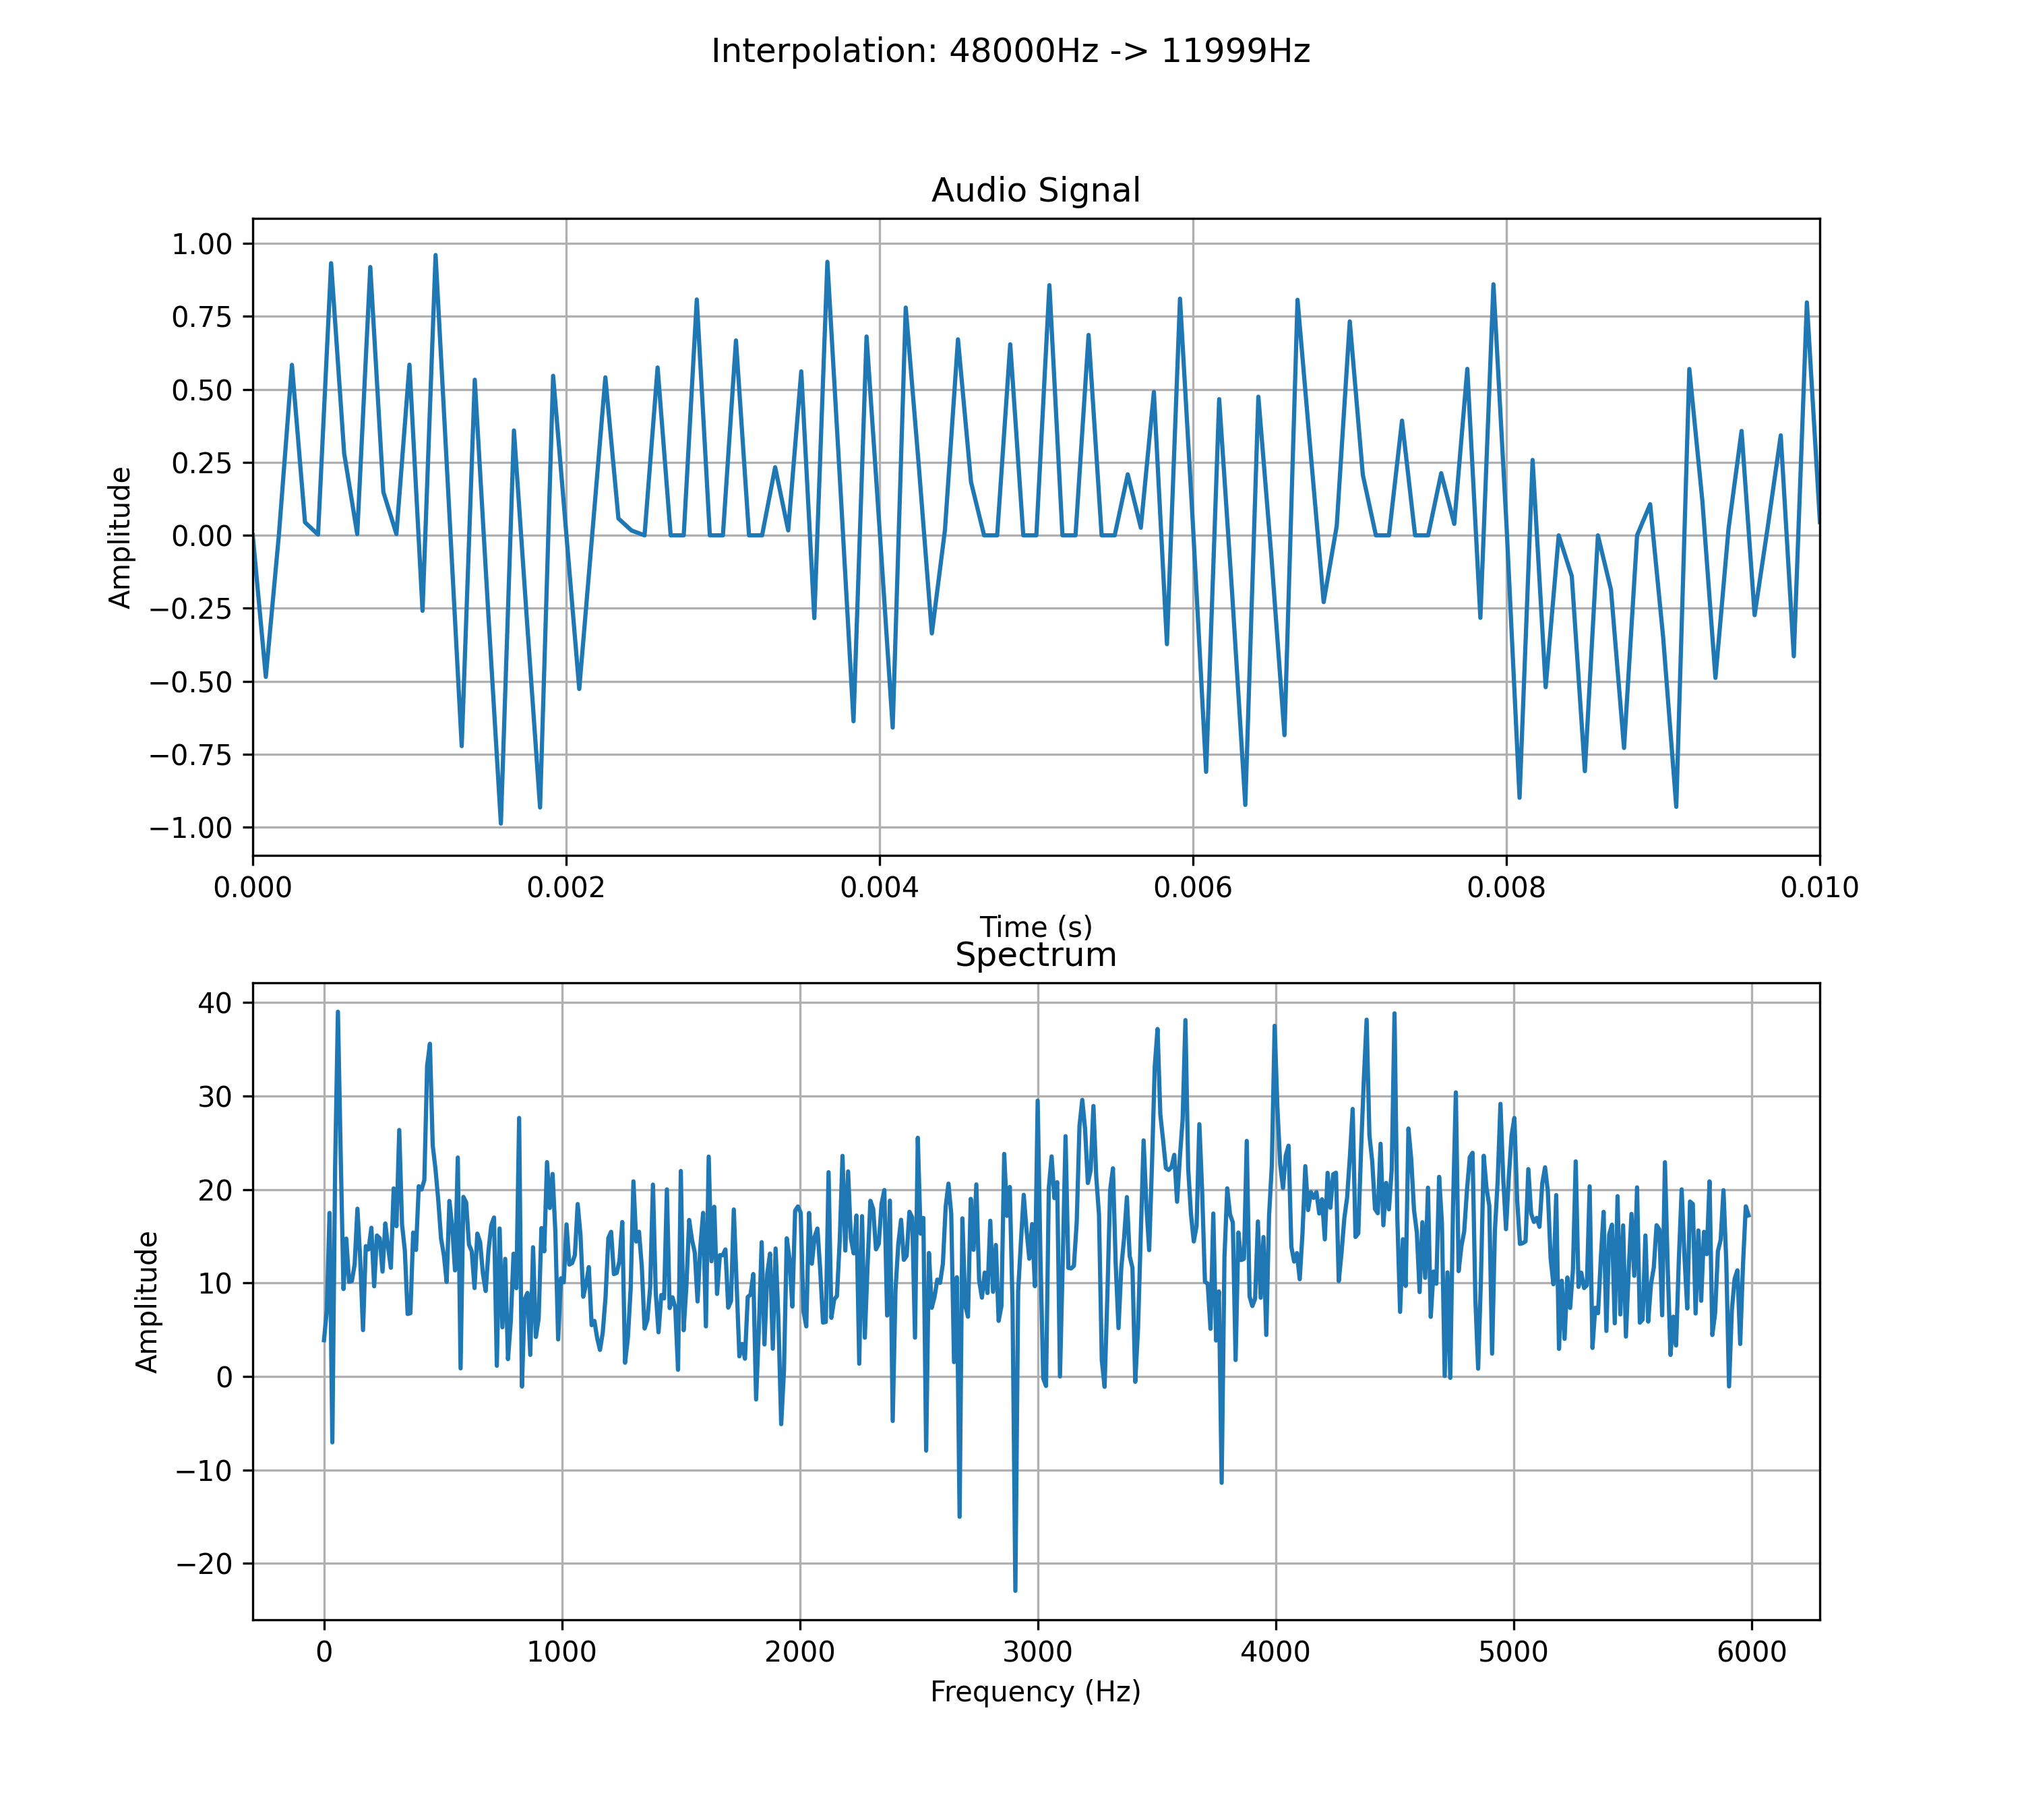 Interpolation: 48000Hz -> 11999Hz
Audio Signal
Amplitude
1.00
0.75
0.50
0.25
0.00
−0.25
−0.50
−0.75
−1.00
0.000 0.002 0.004 0.006 0.008 0.010
Time (s)
Spectrum
Amplitude
40
30
20
10
0
−10
−20
0 1000 2000 3000 4000 5000 6000
Frequency (Hz)